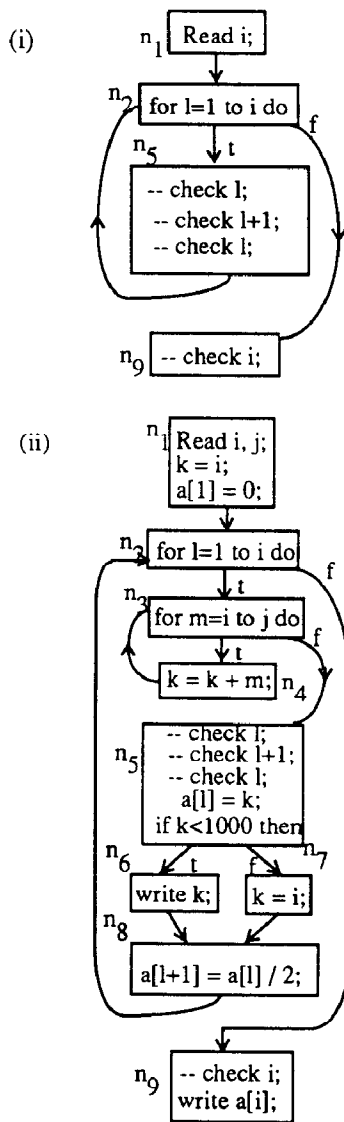 (i)
n1 Read i;
n2 for l=1 to i do
f
n5 t
-- check l;
-- check l+1;
-- check l;
n9 -- check i;
(ii)
n1 Read i, j;
k = i;
a[1] = 0;
n2 for l=1 to i do
t f
n3 for m=i to j do
t f
k = k + m; n4
n5 -- check l;
-- check l+1;
-- check l;
a[l] = k;
if k<1000 then
n6 t f n7
write k; k = i;
n8
a[l+1] = a[l] / 2;
n9 -- check i;
write a[i];